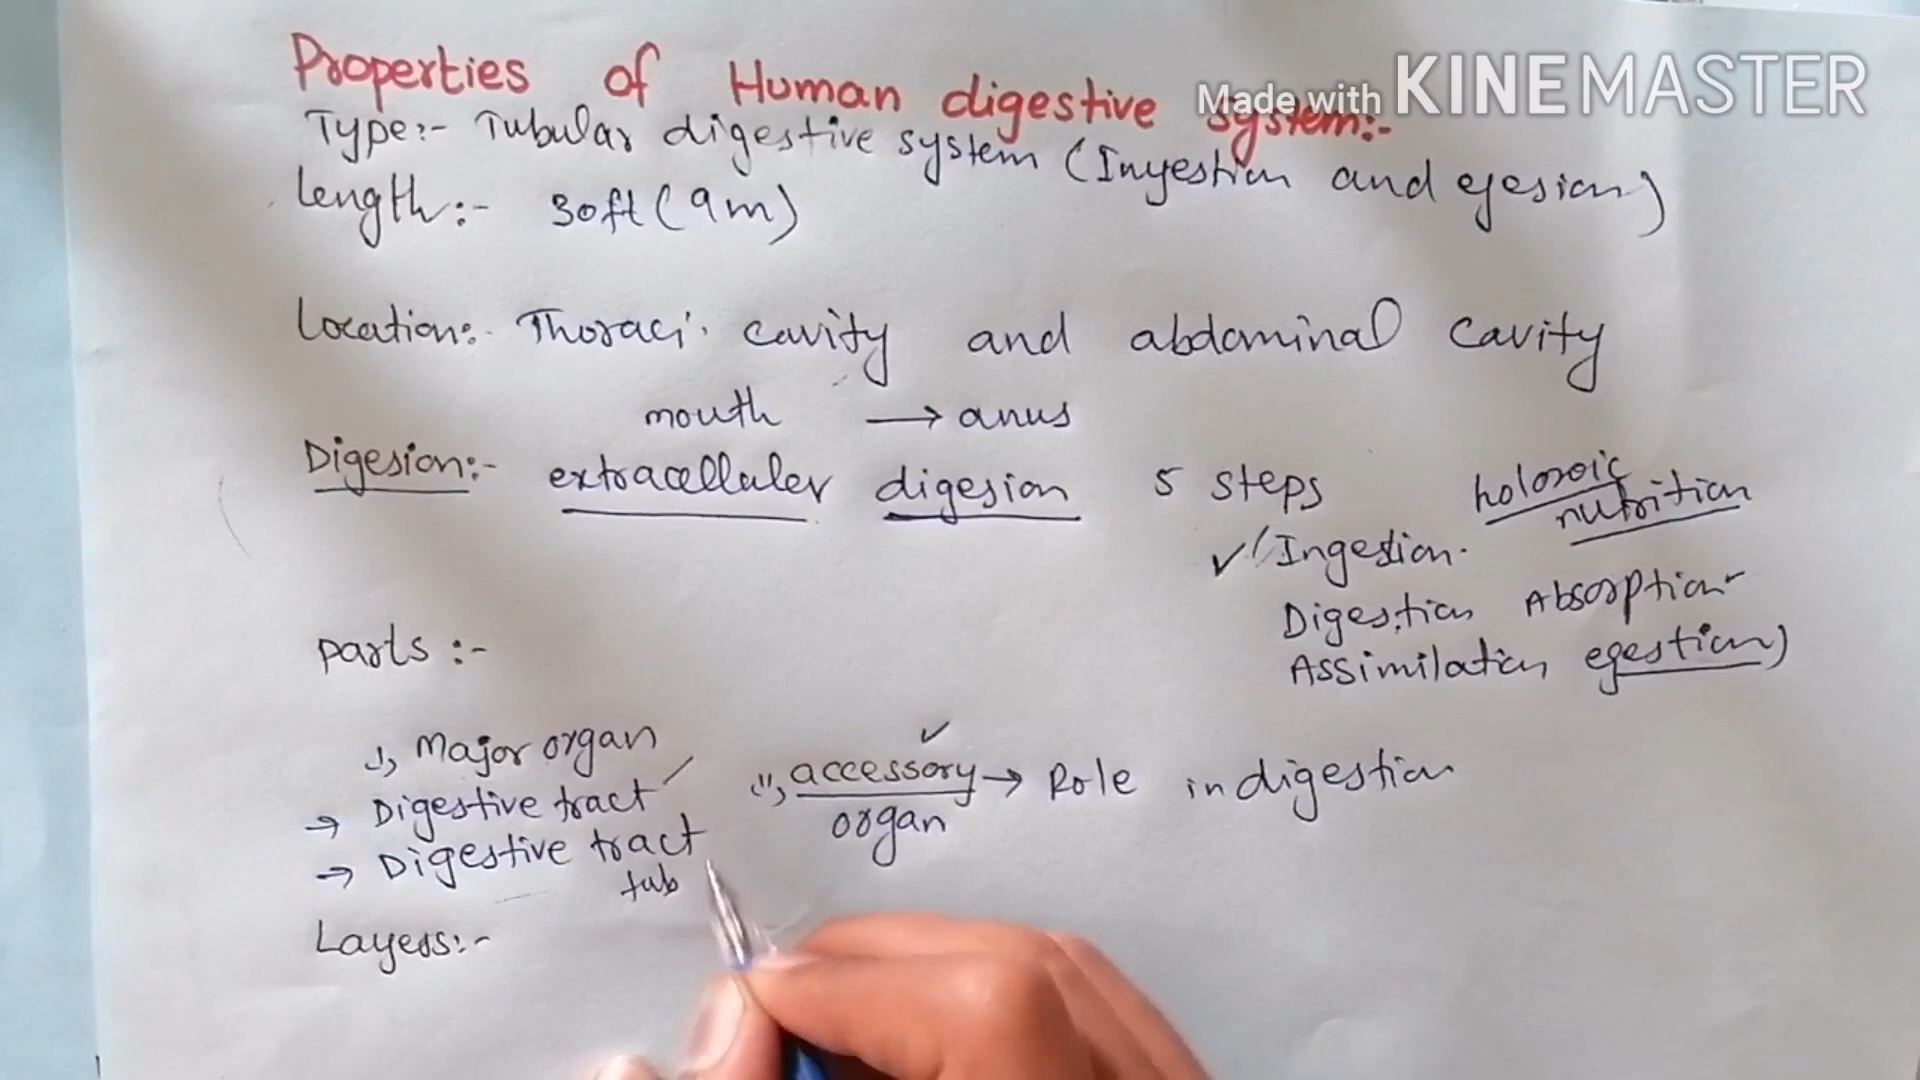 Properties of Human digestive system:-
Made with KINEMASTER
Type:- Tubular digestive system (Ingestion and egesion)
Length:- 30ft (9m)
Location:- Thoraci. cavity and abdominal cavity
mouth → anus
Digesion:- extracelluler digesion 5 steps holozoic nutrition
✓ (Ingestion.
Digestion Absorption
Assimilation egestion)
Parts :-
i, Major organ
→ Digestive tract
→ Digestive tract
tub
ii, accessory organ → Role in digestion
Layers:-